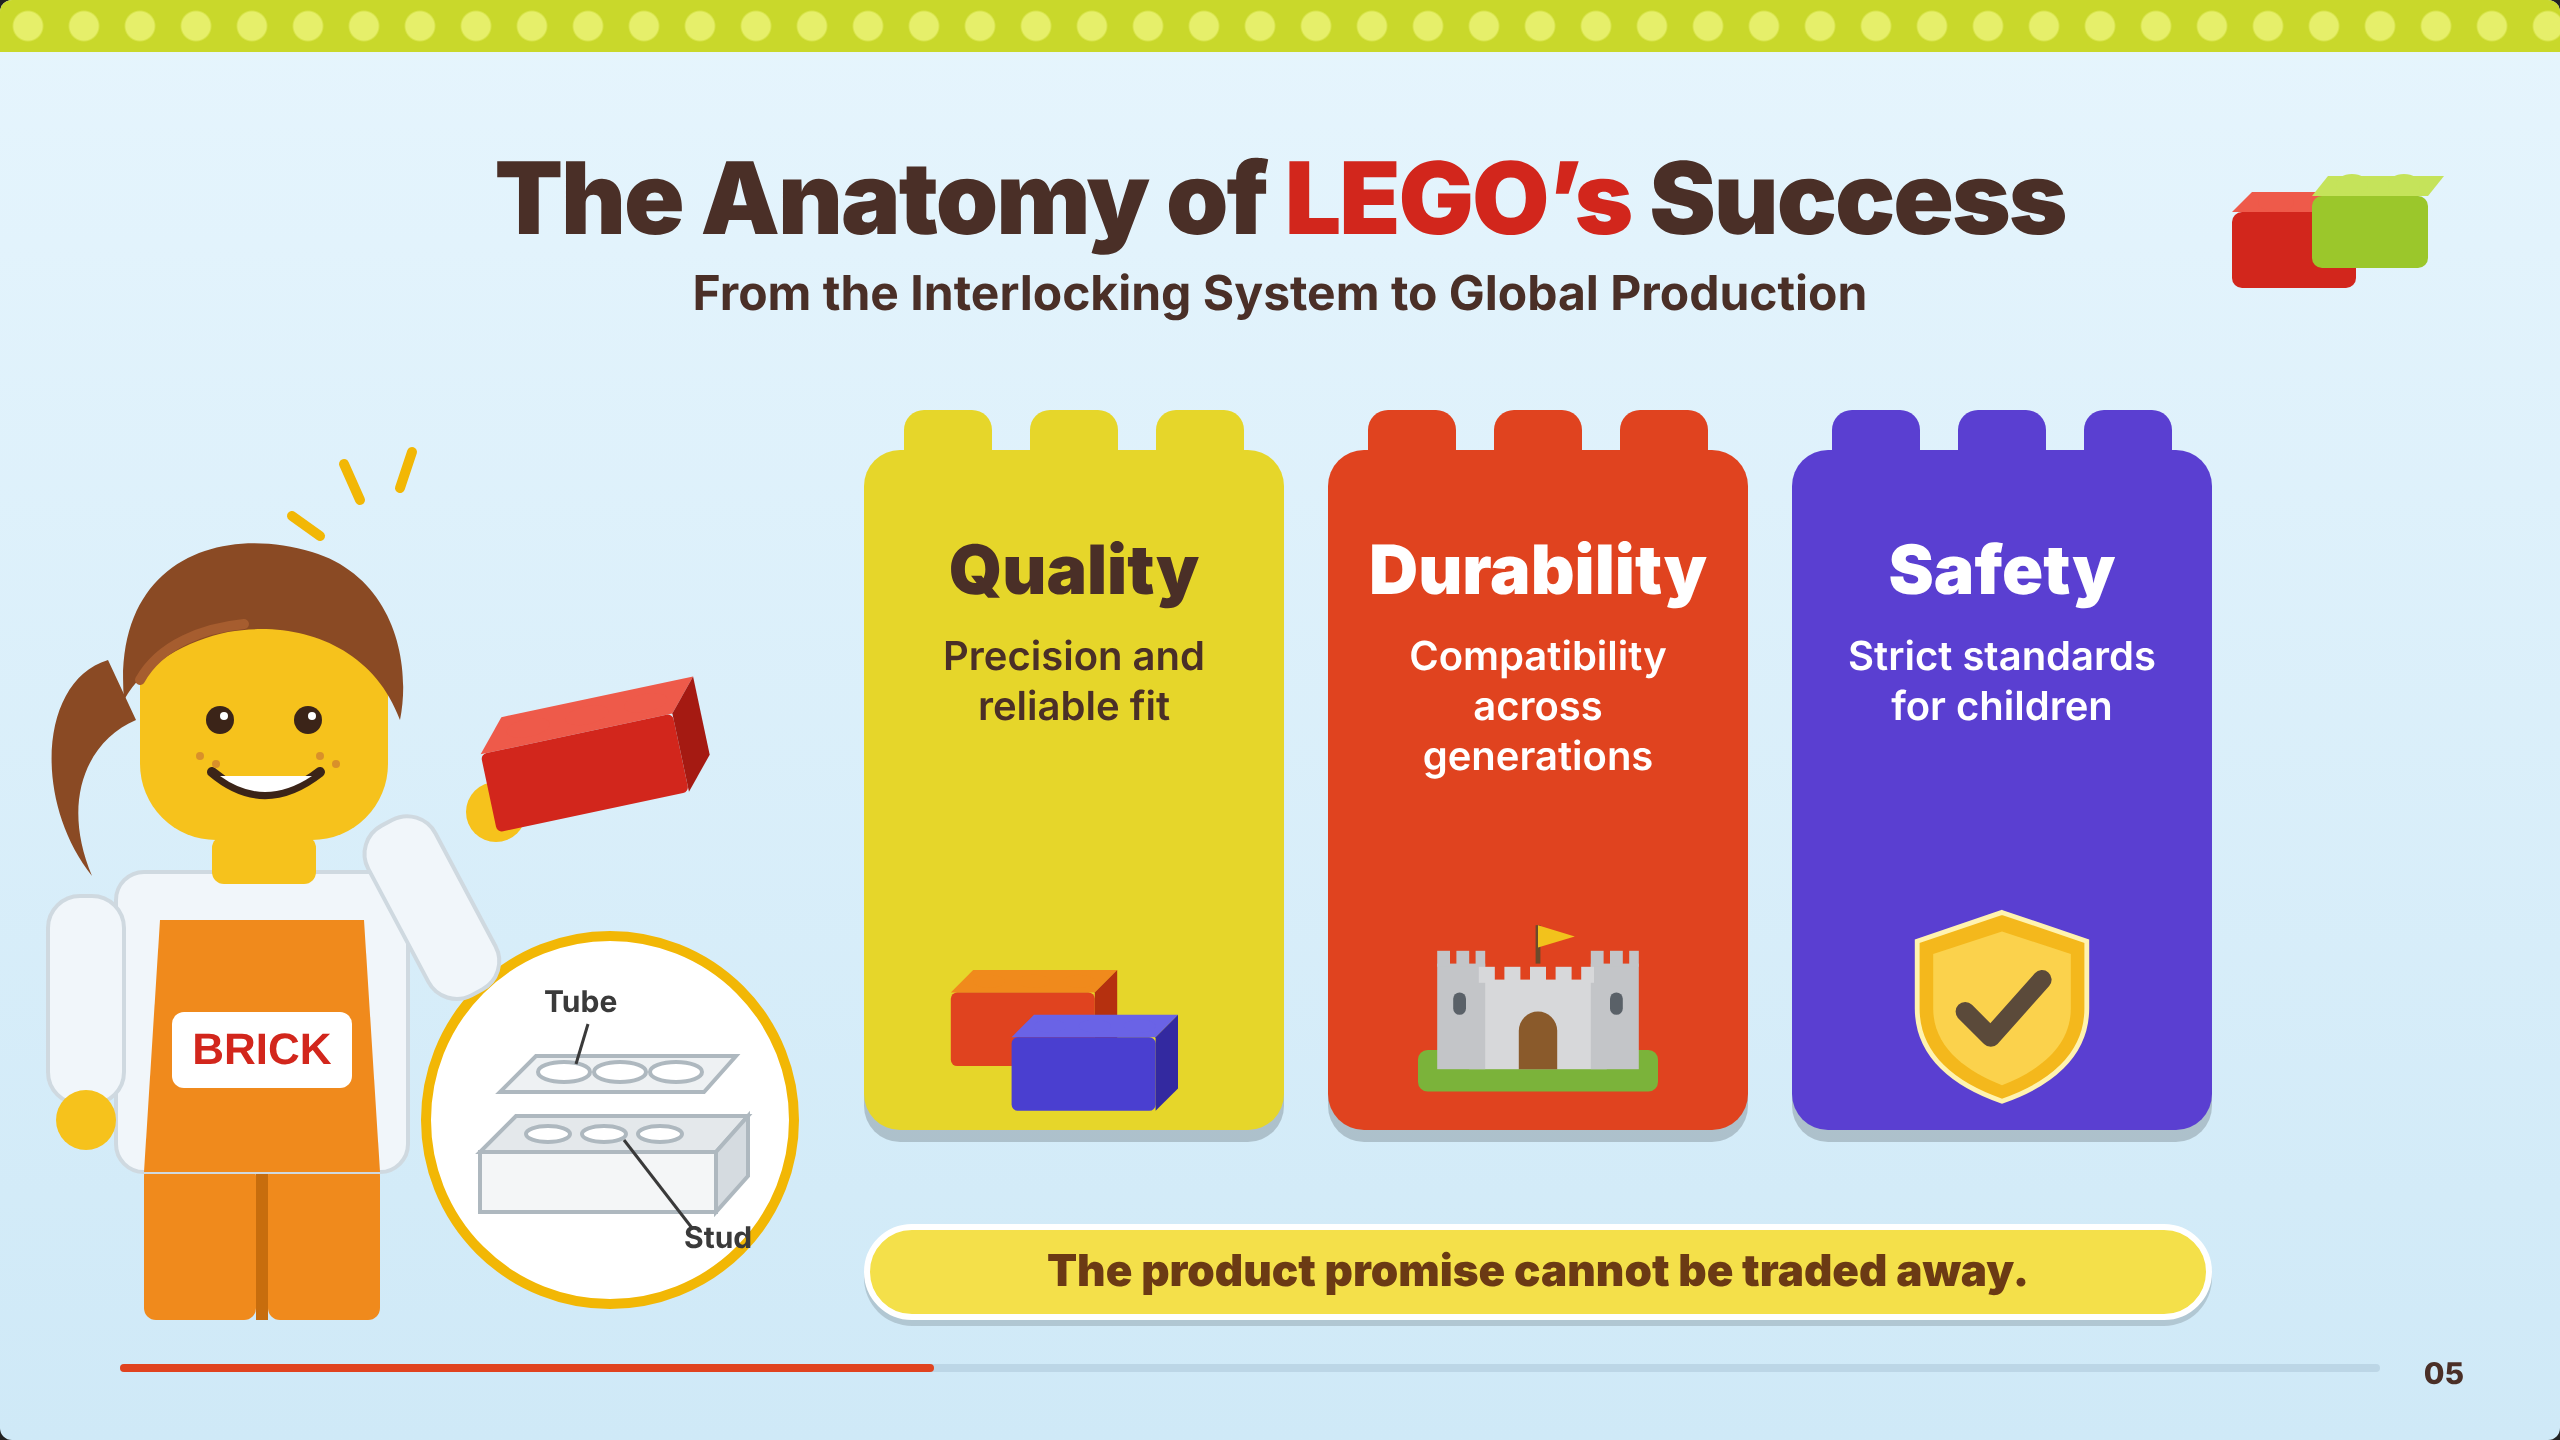 The Anatomy of LEGO’s Success
From the Interlocking System to Global Production
Quality
Precision and
reliable fit
Durability
Compatibility
across
generations
Safety
Strict standards
for children
BRICK
Tube
Stud
The product promise cannot be traded away.
05